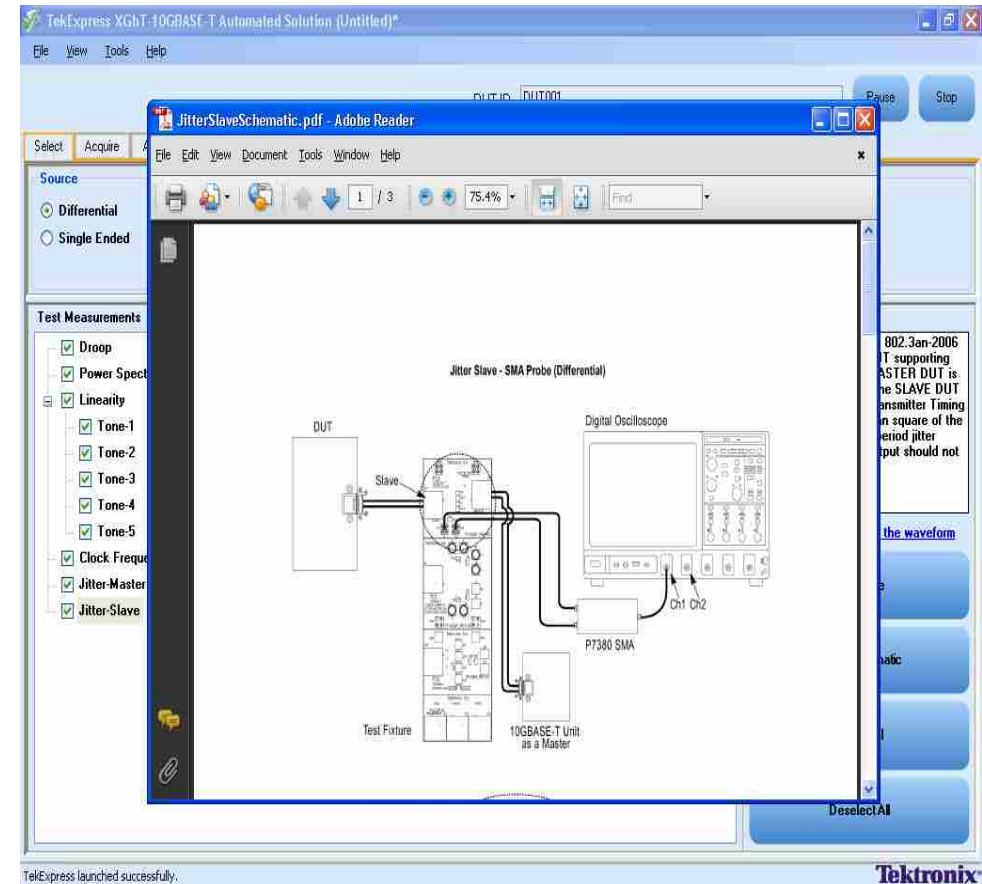 TekExpress XGbT-10GBASE-T Automated Solution (Untitled)*
File View Tools Help
DUT ID DUT001
Pause
Stop
Select Acquire
Source
Differential
Single Ended
Test Measurements
Droop
Power Spect
Linearity
Tone-1
Tone-2
Tone-3
Tone-4
Tone-5
Clock Freque
Jitter-Master
Jitter-Slave
JitterSlaveSchematic.pdf - Adobe Reader
File Edit View Document Tools Window Help
1 / 3 75.4% Find
Jitter Slave - SMA Probe (Differential)
DUT
Slave
Digital Oscilloscope
Ch1 Ch2
P7380 SMA
Test Fixture
10GBASE-T Unit
as a Master
802.3an-2006
T supporting
ASTER DUT is
he SLAVE DUT
ansmitter Timing
n square of the
eriod jitter
tput should not
the waveform
e
natic
Deselect All
TekExpress launched successfully.
Tektronix